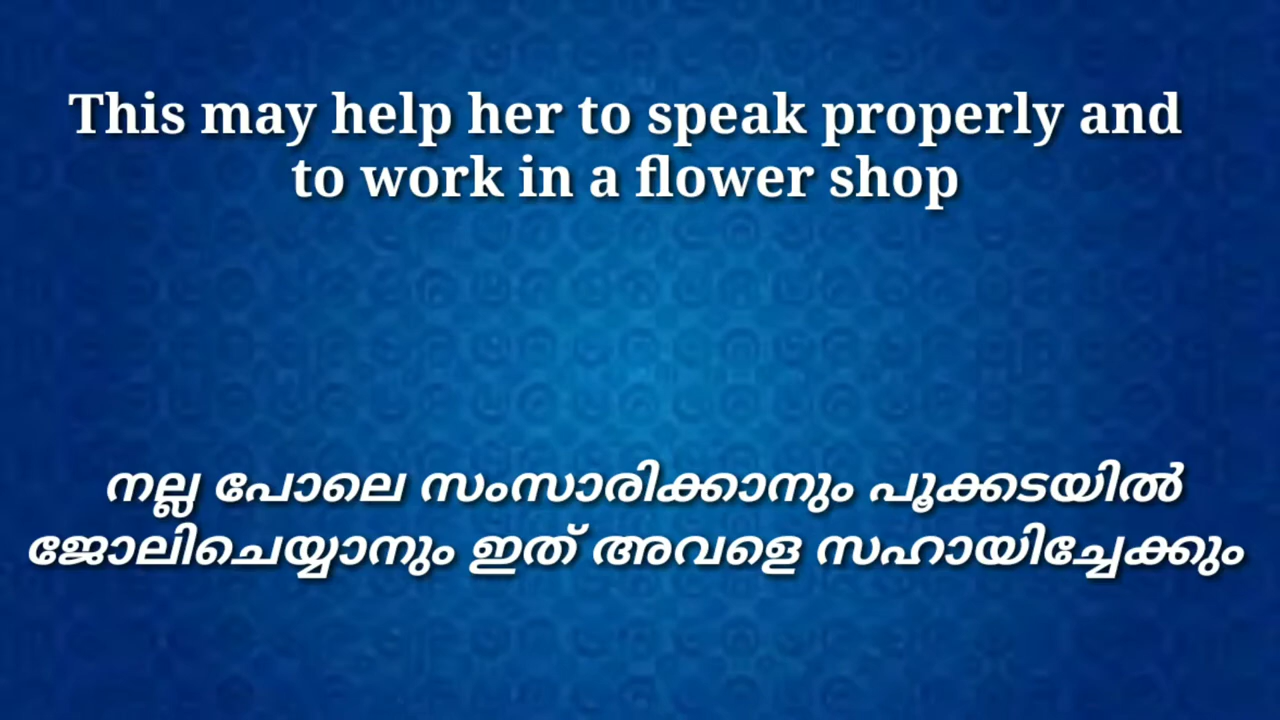 This may help her to speak properly and
to work in a flower shop
നല്ല പോലെ സംസാരിക്കാനും പൂക്കടയിൽ
ജോലിചെയ്യാനും ഇത് അവളെ സഹായിച്ചേക്കും